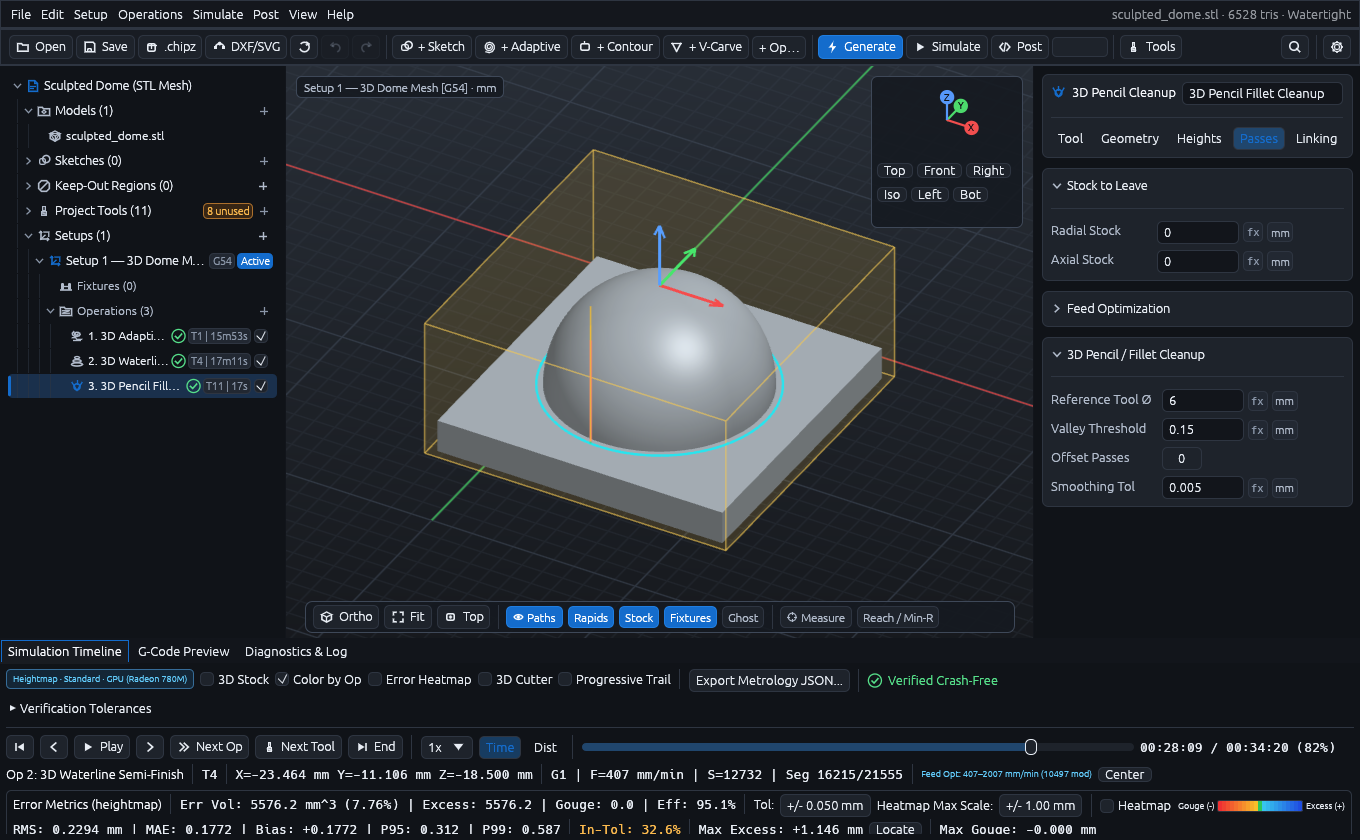 File Edit Setup Operations Simulate Post View Help
sculpted_dome.stl · 6528 tris · Watertight
Open Save .chipz DXF/SVG + Sketch + Adaptive + Contour + V-Carve + Op... Generate Simulate Post Tools
Sculpted Dome (STL Mesh)
Models (1) +
sculpted_dome.stl
Sketches (0) +
Keep-Out Regions (0) +
Project Tools (11) 8 unused +
Setups (1) +
Setup 1 — 3D Dome M... G54 Active
Fixtures (0)
Operations (3) +
1. 3D Adapti... T1 | 15m53s
2. 3D Waterli... T4 | 17m11s
3. 3D Pencil Fill... T11 | 17s
Setup 1 — 3D Dome Mesh [G54] · mm
Z
Y
X
Top Front Right
Iso Left Bot
Ortho Fit Top Paths Rapids Stock Fixtures Ghost Measure Reach / Min-R
3D Pencil Cleanup 3D Pencil Fillet Cleanup
Tool Geometry Heights Passes Linking
Stock to Leave
Radial Stock 0 fx mm
Axial Stock 0 fx mm
Feed Optimization
3D Pencil / Fillet Cleanup
Reference Tool Ø 6 fx mm
Valley Threshold 0.15 fx mm
Offset Passes 0
Smoothing Tol 0.005 fx mm
Simulation Timeline G-Code Preview Diagnostics & Log
Heightmap · Standard · GPU (Radeon 780M) 3D Stock Color by Op Error Heatmap 3D Cutter Progressive Trail Export Metrology JSON... Verified Crash-Free
Verification Tolerances
Play Next Op Next Tool End 1x Time Dist 00:28:09 / 00:34:20 (82%)
Op 2: 3D Waterline Semi-Finish T4 X=-23.464 mm Y=-11.106 mm Z=-18.500 mm G1 | F=407 mm/min | S=12732 | Seg 16215/21555 Feed Opt: 407–2007 mm/min (10497 mod) Center
Error Metrics (heightmap) Err Vol: 5576.2 mm^3 (7.76%) | Excess: 5576.2 | Gouge: 0.0 | Eff: 95.1% Tol: +/- 0.050 mm Heatmap Max Scale: +/- 1.00 mm Heatmap Gouge (-) Excess (+)
RMS: 0.2294 mm | MAE: 0.1772 | Bias: +0.1772 | P95: 0.312 | P99: 0.587 In-Tol: 32.6% Max Excess: +1.146 mm Locate Max Gouge: -0.000 mm